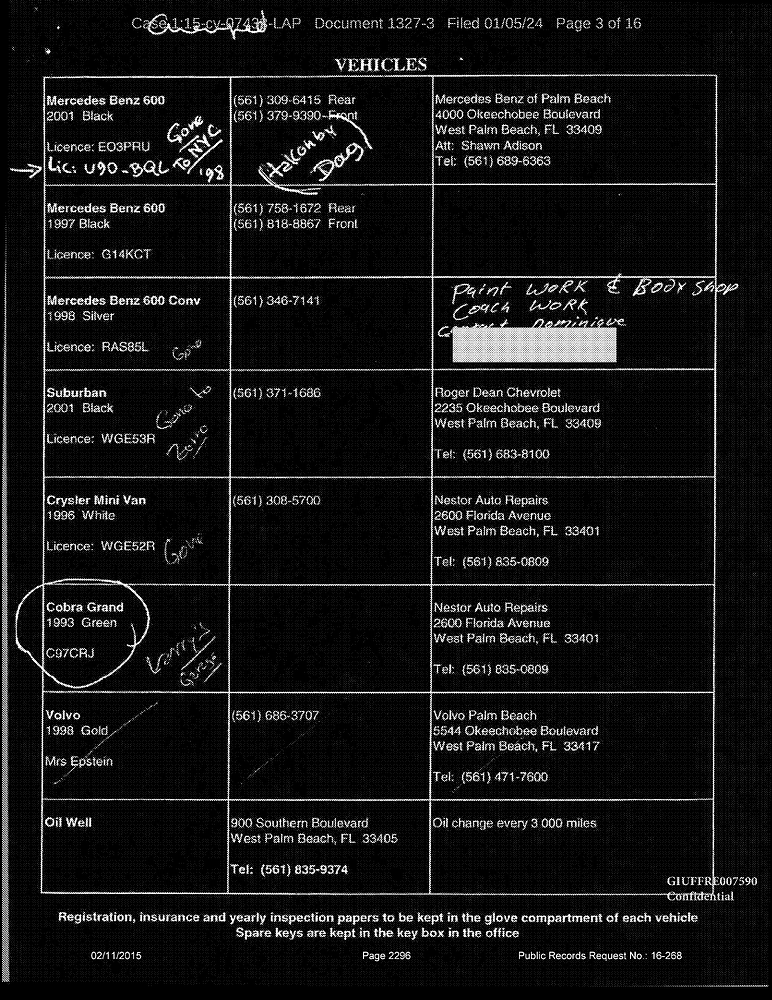 Case 1:15-cv-07433-LAP Document 1327-3 Filed 01/05/24 Page 3 of 16
VEHICLES
Mercedes Benz 600
2001 Black
Licence: EO3PRU
Gone
To NYC
'98
Lic: U90-BQL
(561) 309-6415 Rear
(561) 379-9390 Front
taken by
Doug
Mercedes Benz of Palm Beach
4000 Okeechobee Boulevard
West Palm Beach, FL 33409
Att: Shawn Adison
Tel: (561) 689-6363
Mercedes Benz 600
1997 Black
Licence: G14KCT
(561) 758-1672 Rear
(561) 818-8867 Front
Mercedes Benz 600 Conv
1998 Silver
Licence: RAS85L
Gone
(561) 346-7141
Paint WORK & BODY SHOP
COACH WORK
Dominique
Suburban
2001 Black
Licence: WGE53R
Gone to
(561) 371-1686
Roger Dean Chevrolet
2235 Okeechobee Boulevard
West Palm Beach, FL 33409
Tel: (561) 683-8100
Crysler Mini Van
1996 White
Licence: WGE52R
Gone
(561) 308-5700
Nestor Auto Repairs
2600 Florida Avenue
West Palm Beach, FL 33401
Tel: (561) 835-0809
Cobra Grand
1993 Green
C97CRJ
Larry's
Garage
Nestor Auto Repairs
2600 Florida Avenue
West Palm Beach, FL 33401
Tel: (561) 835-0809
Volvo
1998 Gold
Mrs Epstein
(561) 686-3707
Volvo Palm Beach
5544 Okeechobee Boulevard
West Palm Beach, FL 33417
Tel: (561) 471-7600
Oil Well
900 Southern Boulevard
West Palm Beach, FL 33405
Tel: (561) 835-9374
Oil change every 3 000 miles
GIUFFRE007590
Confidential
Registration, insurance and yearly inspection papers to be kept in the glove compartment of each vehicle
Spare keys are kept in the key box in the office
02/11/2015 Page 2296 Public Records Request No.: 16-268